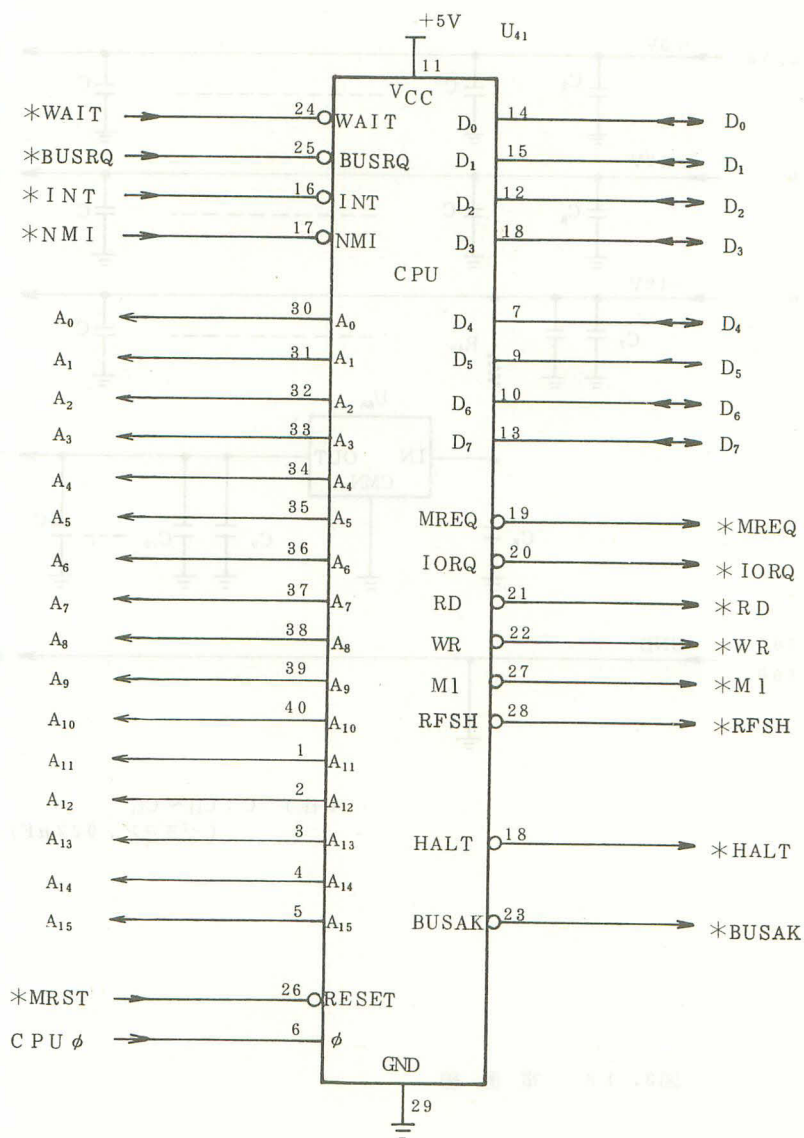 +5V U₄₁
11
VCC
CPU
*WAIT 24 WAIT
*BUSRQ 25 BUSRQ
*INT 16 INT
*NMI 17 NMI
A₀ 30 A₀
A₁ 31 A₁
A₂ 32 A₂
A₃ 33 A₃
A₄ 34 A₄
A₅ 35 A₅
A₆ 36 A₆
A₇ 37 A₇
A₈ 38 A₈
A₉ 39 A₉
A₁₀ 40 A₁₀
A₁₁ 1 A₁₁
A₁₂ 2 A₁₂
A₁₃ 3 A₁₃
A₁₄ 4 A₁₄
A₁₅ 5 A₁₅
*MRST 26 RESET
CPUφ 6 φ
D₀ 14 D₀
D₁ 15 D₁
D₂ 12 D₂
D₃ 18 D₃
D₄ 7 D₄
D₅ 9 D₅
D₆ 10 D₆
D₇ 13 D₇
MREQ 19 *MREQ
IORQ 20 *IORQ
RD 21 *RD
WR 22 *WR
M1 27 *M1
RFSH 28 *RFSH
HALT 18 *HALT
BUSAK 23 *BUSAK
GND
29